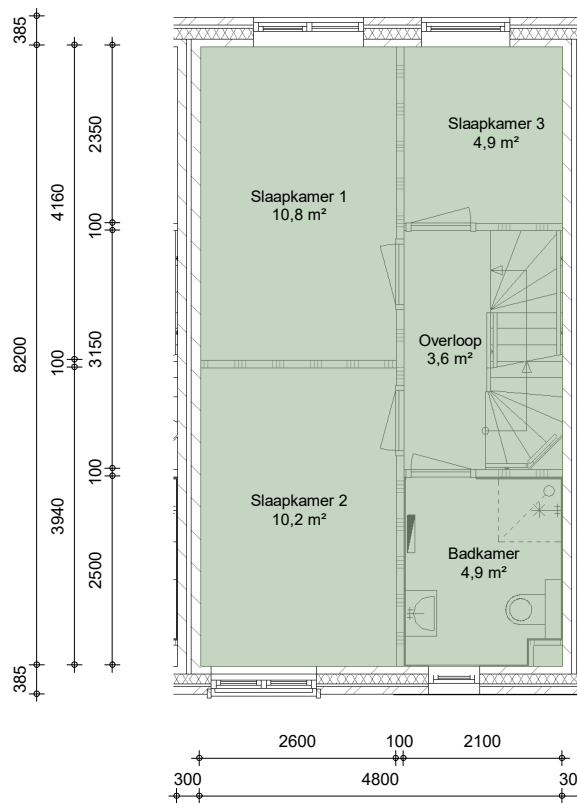 385
8200
385
4160
100
3940
2350
100
3150
100
2500
Slaapkamer 3
4,9 m²
Slaapkamer 1
10,8 m²
Overloop
3,6 m²
Slaapkamer 2
10,2 m²
Badkamer
4,9 m²
2600 100 2100
300 4800 30